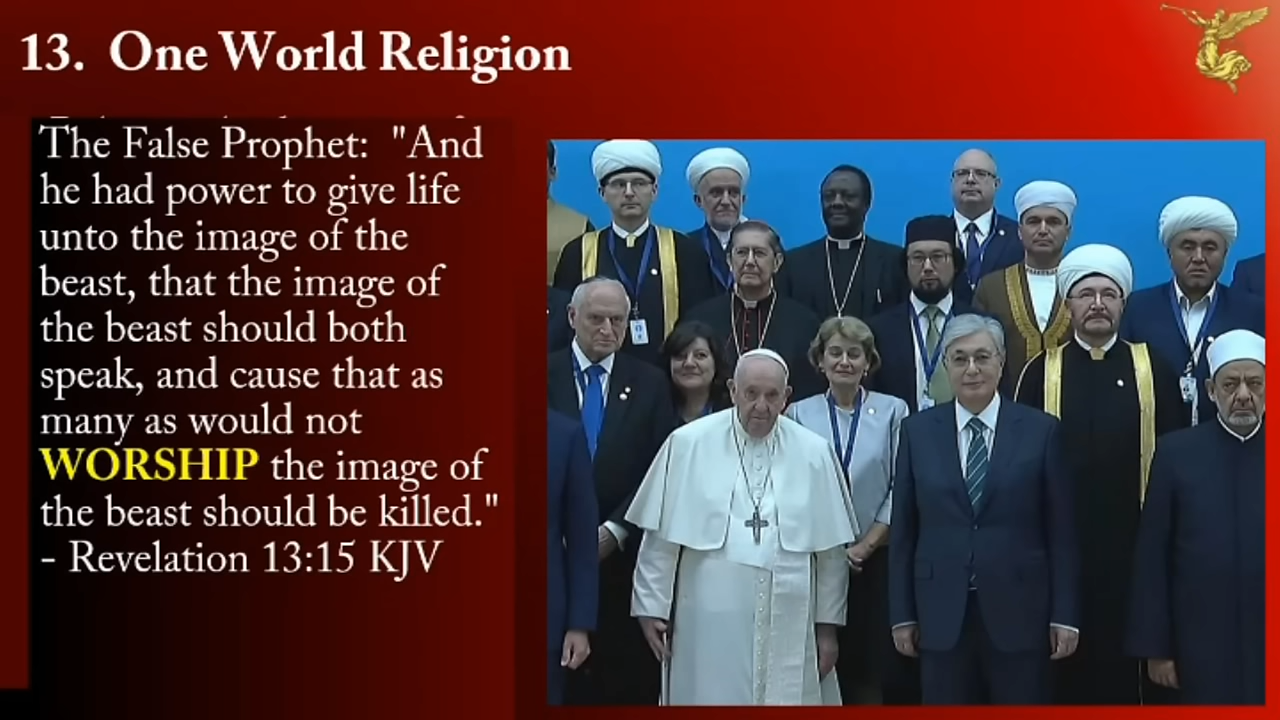 13. One World Religion
The False Prophet: "And
he had power to give life
unto the image of the
beast, that the image of
the beast should both
speak, and cause that as
many as would not
WORSHIP the image of
the beast should be killed."
- Revelation 13:15 KJV